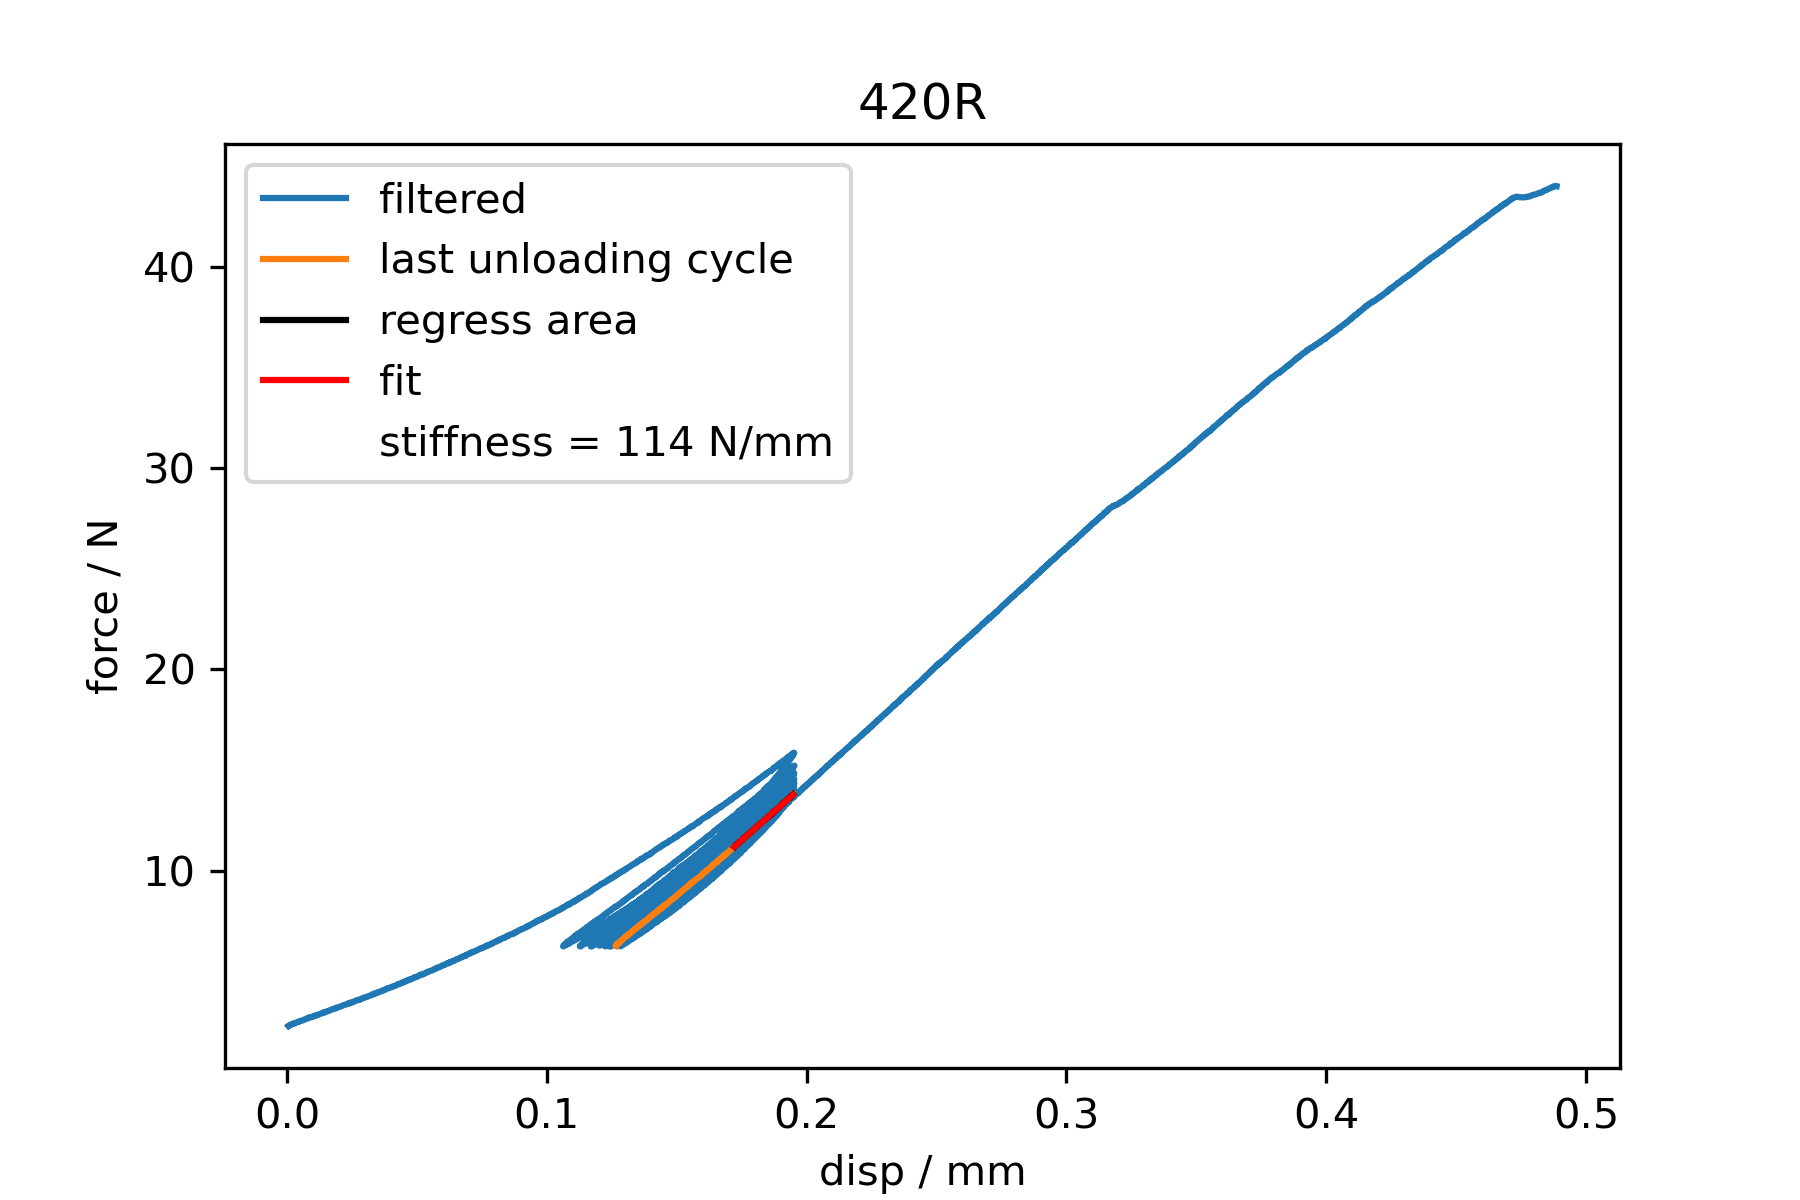 420R
filtered
last unloading cycle
regress area
fit
stiffness = 114 N/mm
force / N
40
30
20
10
0.0 0.1 0.2 0.3 0.4 0.5
disp / mm